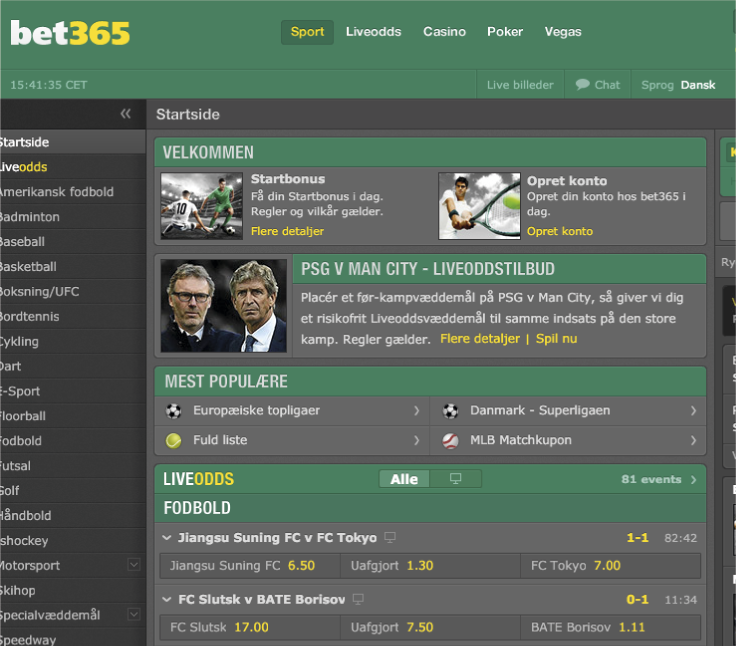 bet365
Sport Liveodds Casino Poker Vegas
15:41:35 CET
Live billeder Chat Sprog Dansk
Startside
Startside
Liveodds
Amerikansk fodbold
Badminton
Baseball
Basketball
Boksning/UFC
Bordtennis
Cykling
Dart
E-Sport
Floorball
Fodbold
Futsal
Golf
Håndbold
Ishockey
Motorsport
Skihop
Specialvæddemål
Speedway
VELKOMMEN
Startbonus
Få din Startbonus i dag.
Regler og vilkår gælder.
Flere detaljer
Opret konto
Opret din konto hos bet365 i
dag.
Opret konto
PSG V MAN CITY - LIVEODDSTILBUD
Placér et før-kampvæddemål på PSG v Man City, så giver vi dig
et risikofrit Liveoddsvæddemål til samme indsats på den store
kamp. Regler gælder. Flere detaljer | Spil nu
MEST POPULÆRE
Europæiske topligaer
Danmark - Superligaen
Fuld liste
MLB Matchkupon
LIVEODDS Alle 81 events
FODBOLD
Jiangsu Suning FC v FC Tokyo 1-1 82:42
Jiangsu Suning FC 6.50 Uafgjort 1.30 FC Tokyo 7.00
FC Slutsk v BATE Borisov 0-1 11:34
FC Slutsk 17.00 Uafgjort 7.50 BATE Borisov 1.11
Ry